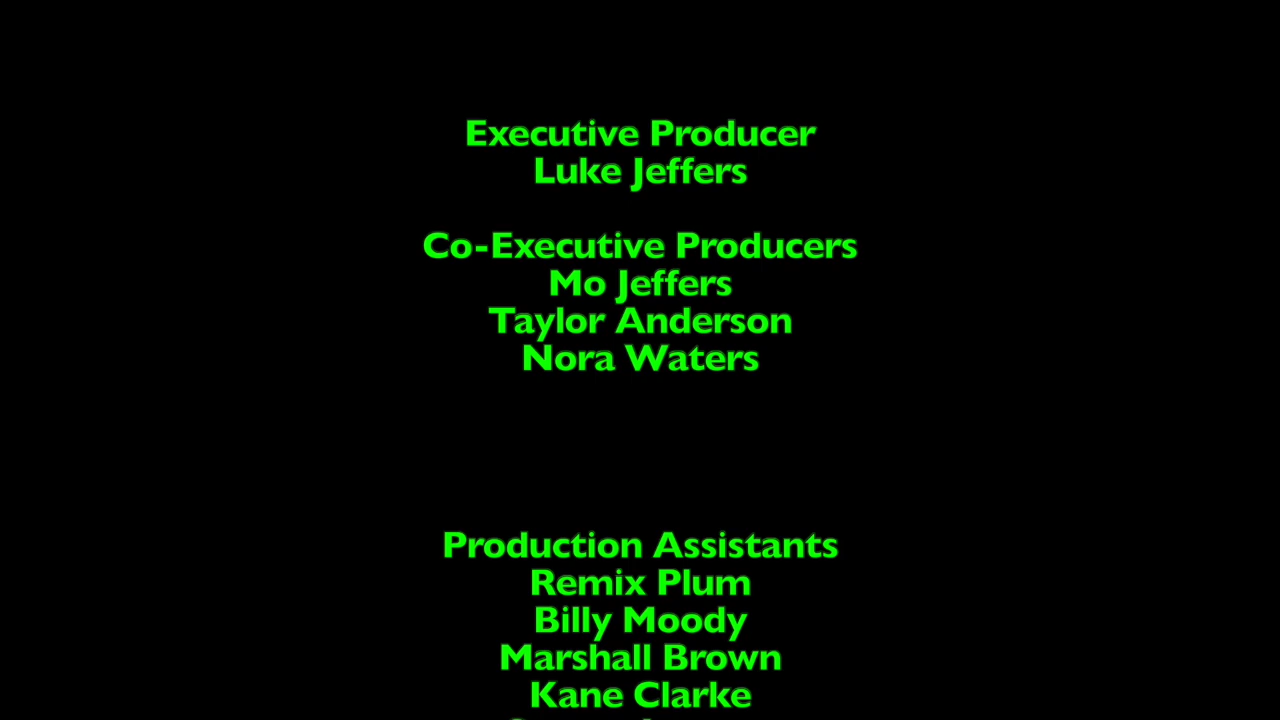 Executive Producer
Luke Jeffers
Co-Executive Producers
Mo Jeffers
Taylor Anderson
Nora Waters
Production Assistants
Remix Plum
Billy Moody
Marshall Brown
Kane Clarke